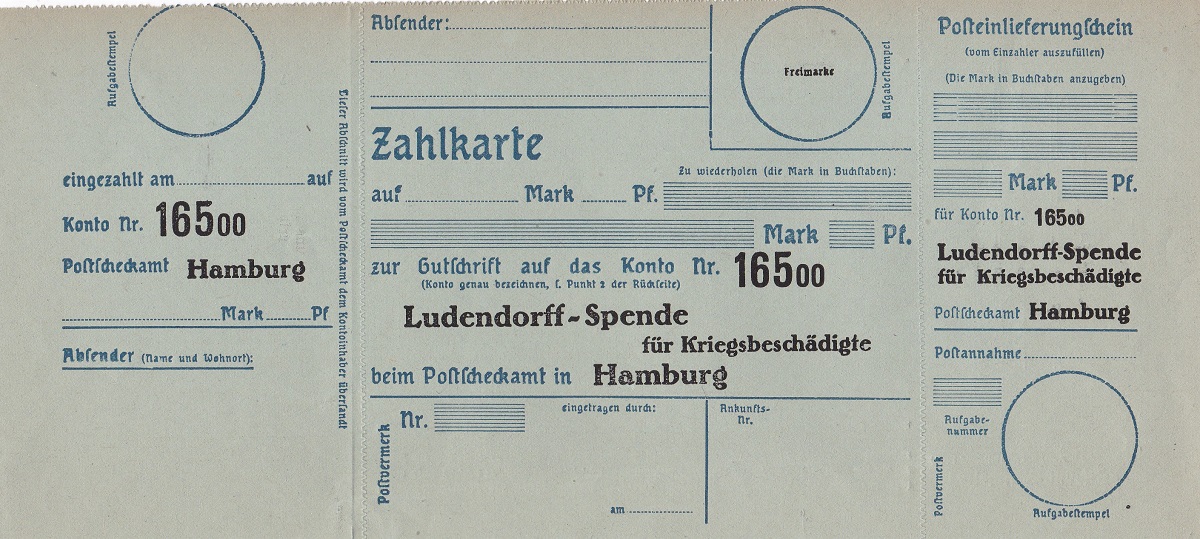 Aufgabestempel
eingezahlt am ........ auf
Konto Nr. 16500
Postscheckamt Hamburg
........ Mark ........ Pf
Absender (Name und Wohnort):
Dieser Abschnitt wird vom Postscheckamt dem Kontoinhaber übersandt
Absender:
Freimarke
Aufgabestempel
Zahlkarte
Zu wiederholen (die Mark in Buchstaben):
auf ........ Mark ........ Pf.
Mark Pf.
zur Gutschrift auf das Konto Nr. 16500
(Konto genau bezeichnen, s. Punkt 2 der Rückseite)
Ludendorff-Spende
für Kriegsbeschädigte
beim Postscheckamt in Hamburg
Postvermerk
Nr.
eingetragen durch:
am ........
Ankunfts-
Nr.
Posteinlieferungschein
(vom Einzahler auszufüllen)
(Die Mark in Buchstaben anzugeben)
Mark Pf.
für Konto Nr. 16500
Ludendorff-Spende
für Kriegsbeschädigte
Postscheckamt Hamburg
Postannahme ........
Aufgabe-
nummer
Postvermerk
Aufgabestempel